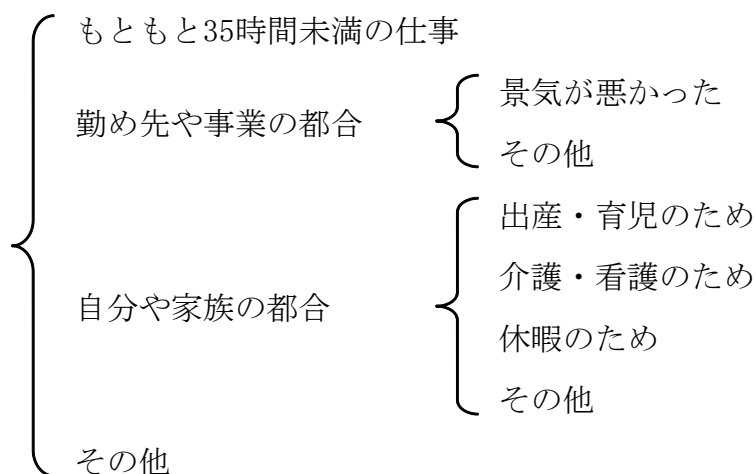 もともと35時間未満の仕事
景気が悪かった
勤め先や事業の都合
その他
出産・育児のため
介護・看護のため
自分や家族の都合
休暇のため
その他
その他